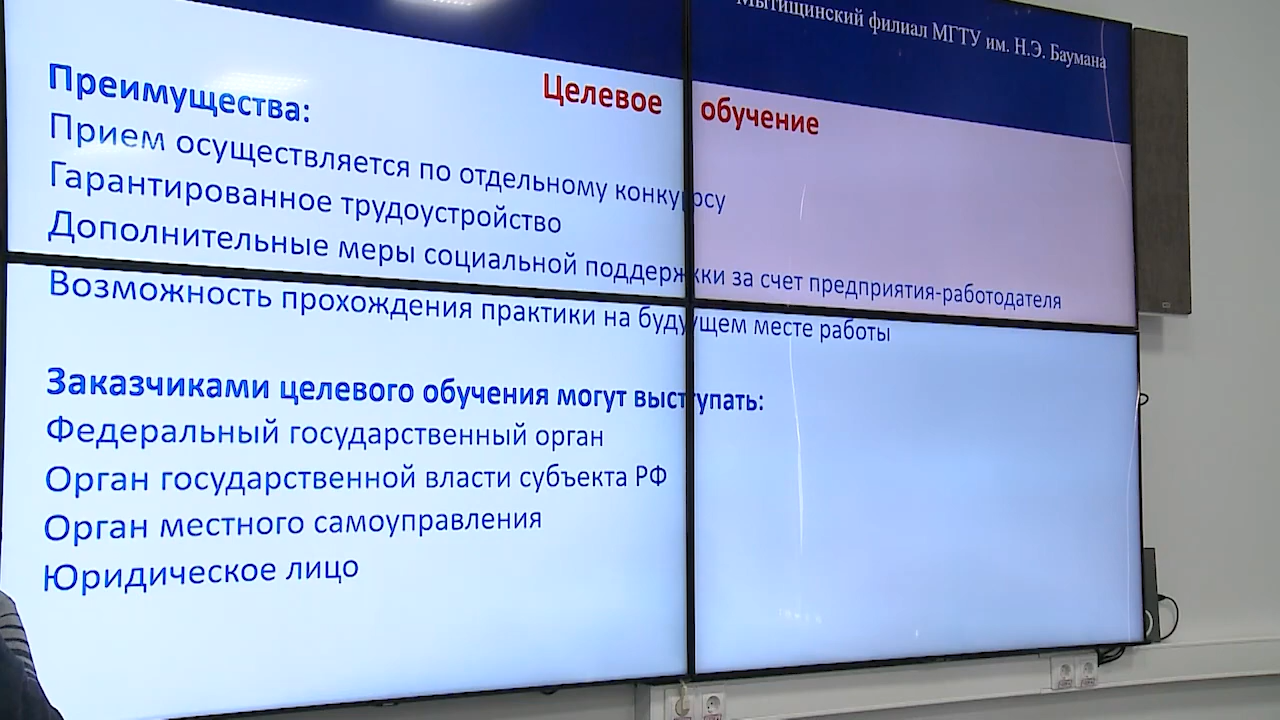 Мытищинский филиал МГТУ им. Н.Э. Баумана
Целевое обучение
Преимущества:
Прием осуществляется по отдельному конкурсу
Гарантированное трудоустройство
Дополнительные меры социальной поддержки за счет предприятия-работодателя
Возможность прохождения практики на будущем месте работы
Заказчиками целевого обучения могут выступать:
Федеральный государственный орган
Орган государственной власти субъекта РФ
Орган местного самоуправления
Юридическое лицо